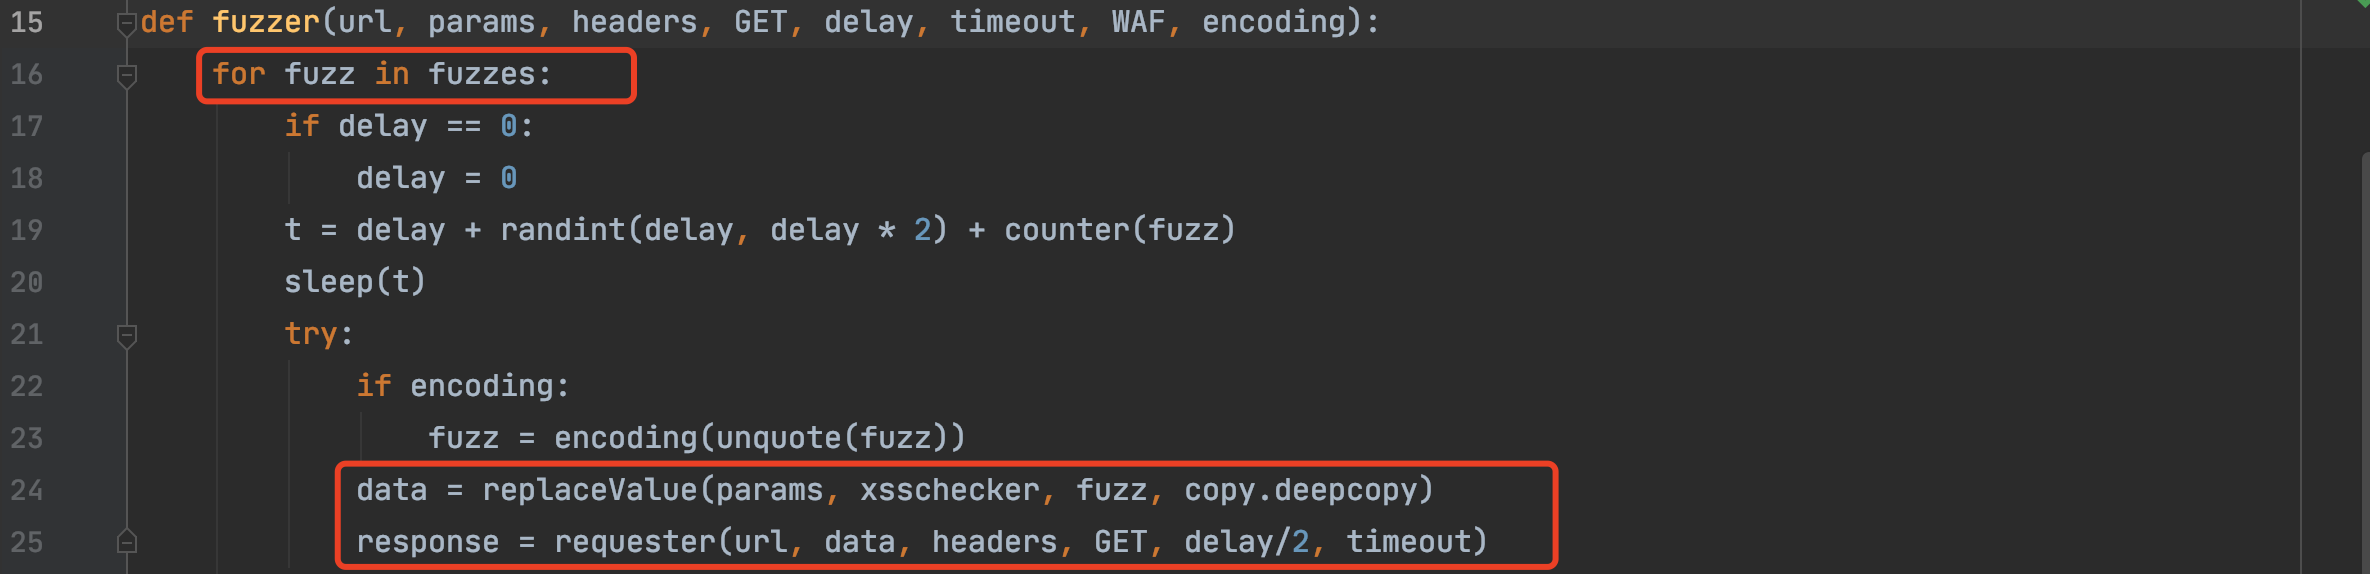 15 def fuzzer(url, params, headers, GET, delay, timeout, WAF, encoding):
16 for fuzz in fuzzes:
17 if delay == 0:
18 delay = 0
19 t = delay + randint(delay, delay * 2) + counter(fuzz)
20 sleep(t)
21 try:
22 if encoding:
23 fuzz = encoding(unquote(fuzz))
24 data = replaceValue(params, xsschecker, fuzz, copy.deepcopy)
25 response = requester(url, data, headers, GET, delay/2, timeout)